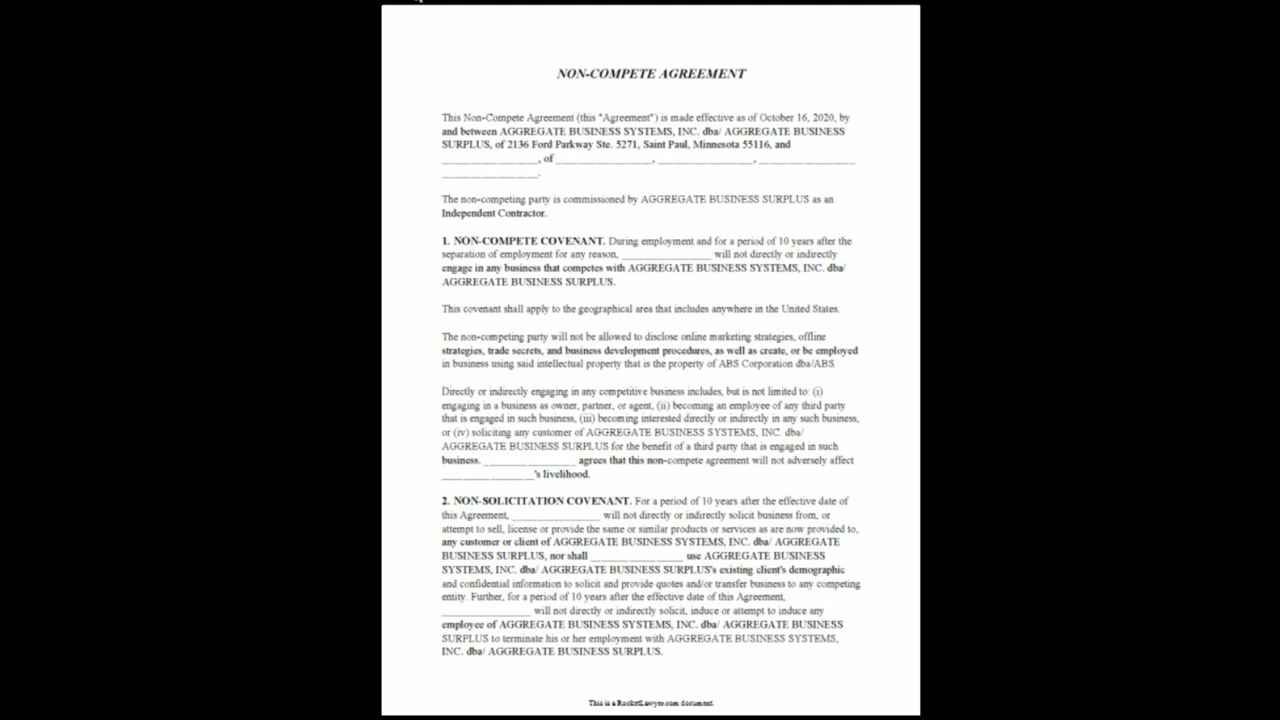 NON-COMPETE AGREEMENT
This Non-Compete Agreement (this "Agreement") is made effective as of October 16, 2020, by
and between AGGREGATE BUSINESS SYSTEMS, INC. dba/ AGGREGATE BUSINESS
SURPLUS, of 2136 Ford Parkway Ste. 5271, Saint Paul, Minnesota 55116, and
__________________, of __________________, __________________, __________________
__________________.
The non-competing party is commissioned by AGGREGATE BUSINESS SURPLUS as an
Independent Contractor.
1. NON-COMPETE COVENANT. During employment and for a period of 10 years after the
separation of employment for any reason, __________________ will not directly or indirectly
engage in any business that competes with AGGREGATE BUSINESS SYSTEMS, INC. dba/
AGGREGATE BUSINESS SURPLUS.
This covenant shall apply to the geographical area that includes anywhere in the United States.
The non-competing party will not be allowed to disclose online marketing strategies, offline
strategies, trade secrets, and business development procedures, as well as create, or be employed
in business using said intellectual property that is the property of ABS Corporation dba/ABS.
Directly or indirectly engaging in any competitive business includes, but is not limited to: (i)
engaging in a business as owner, partner, or agent, (ii) becoming an employee of any third party
that is engaged in such business, (iii) becoming interested directly or indirectly in any such business,
or (iv) soliciting any customer of AGGREGATE BUSINESS SYSTEMS, INC. dba/
AGGREGATE BUSINESS SURPLUS for the benefit of a third party that is engaged in such
business. __________________ agrees that this non-compete agreement will not adversely affect
__________________'s livelihood.
2. NON-SOLICITATION COVENANT. For a period of 10 years after the effective date of
this Agreement, __________________ will not directly or indirectly solicit business from, or
attempt to sell, license or provide the same or similar products or services as are now provided to,
any customer or client of AGGREGATE BUSINESS SYSTEMS, INC. dba/ AGGREGATE
BUSINESS SURPLUS, nor shall __________________ use AGGREGATE BUSINESS
SYSTEMS, INC. dba/ AGGREGATE BUSINESS SURPLUS's existing client's demographic
and confidential information to solicit and provide quotes and/or transfer business to any competing
entity. Further, for a period of 10 years after the effective date of this Agreement,
__________________ will not directly or indirectly solicit, induce or attempt to induce any
employee of AGGREGATE BUSINESS SYSTEMS, INC. dba/ AGGREGATE BUSINESS
SURPLUS to terminate his or her employment with AGGREGATE BUSINESS SYSTEMS,
INC. dba/ AGGREGATE BUSINESS SURPLUS.
This is a RocketLawyer.com document.